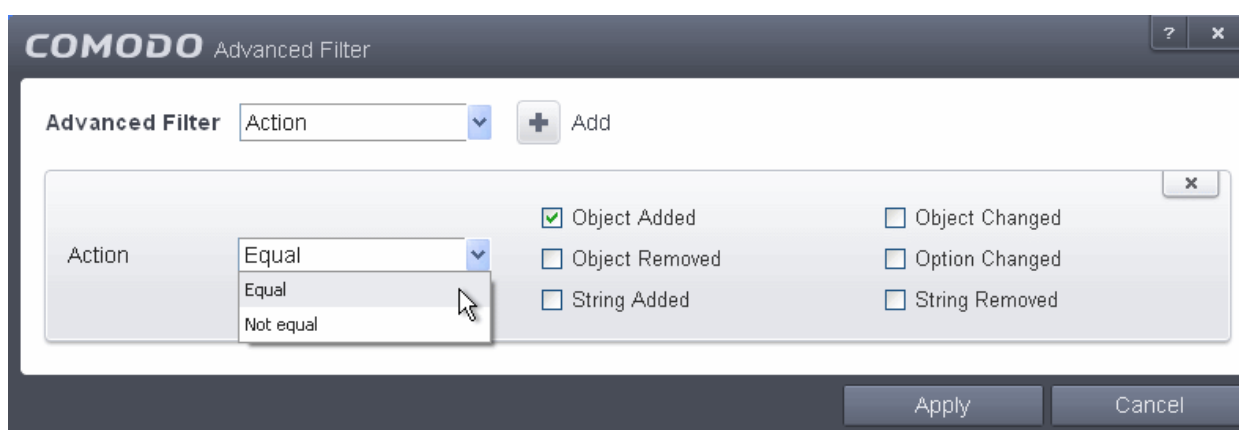 COMODO Advanced Filter ? x
Advanced Filter Action + Add
x
Object Added Object Changed
Action Equal Object Removed Option Changed
Equal String Added String Removed
Not equal
Apply Cancel